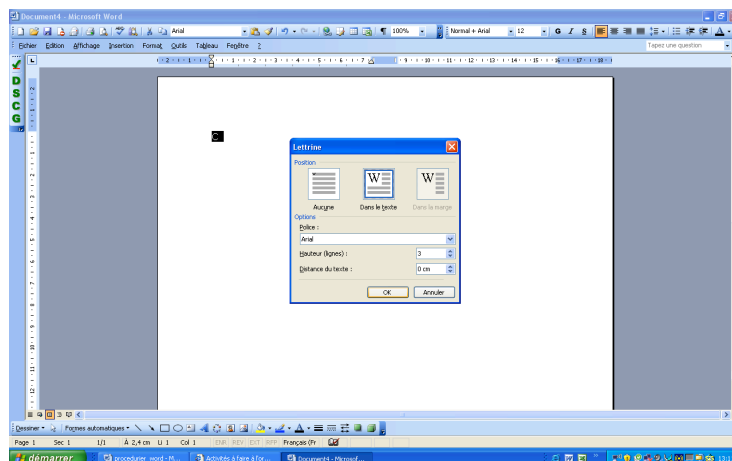 Document4 - Microsoft Word
Arial
100%
Normal + Arial
12
G I S
Fichier Edition Affichage Insertion Format Outils Tableau Fenêtre ?
Tapez une question
D
S
C
G
C
Lettrine
Position
W W W
Aucune Dans le texte Dans la marge
Options
Police :
Arial
Hauteur (lignes) : 3
Distance du texte : 0 cm
OK Annuler
Dessiner Formes automatiques
Page 1 Sec 1 1/1 À 2,4 cm Li 1 Col 1 ENR REV EXT RFP Français (Fr
démarrer procedurer_word - M... Activités à faire à l'or... Document4 - Microsof...